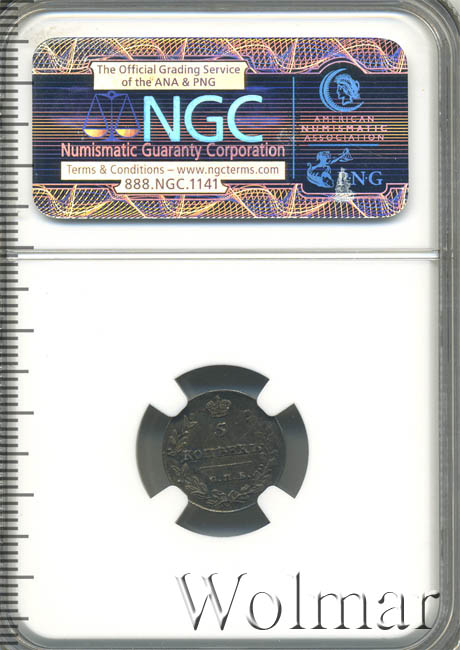 The Official Grading Service
of the ANA & PNG
NGC
Numismatic Guaranty Corporation
Terms & Conditions – www.ngcterms.com
888.NGC.1141
AMERICAN
NUMISMATIC
ASSOCIATION
PNG
5
КОПѢЕКЪ
С.П.Б.
Wolmar